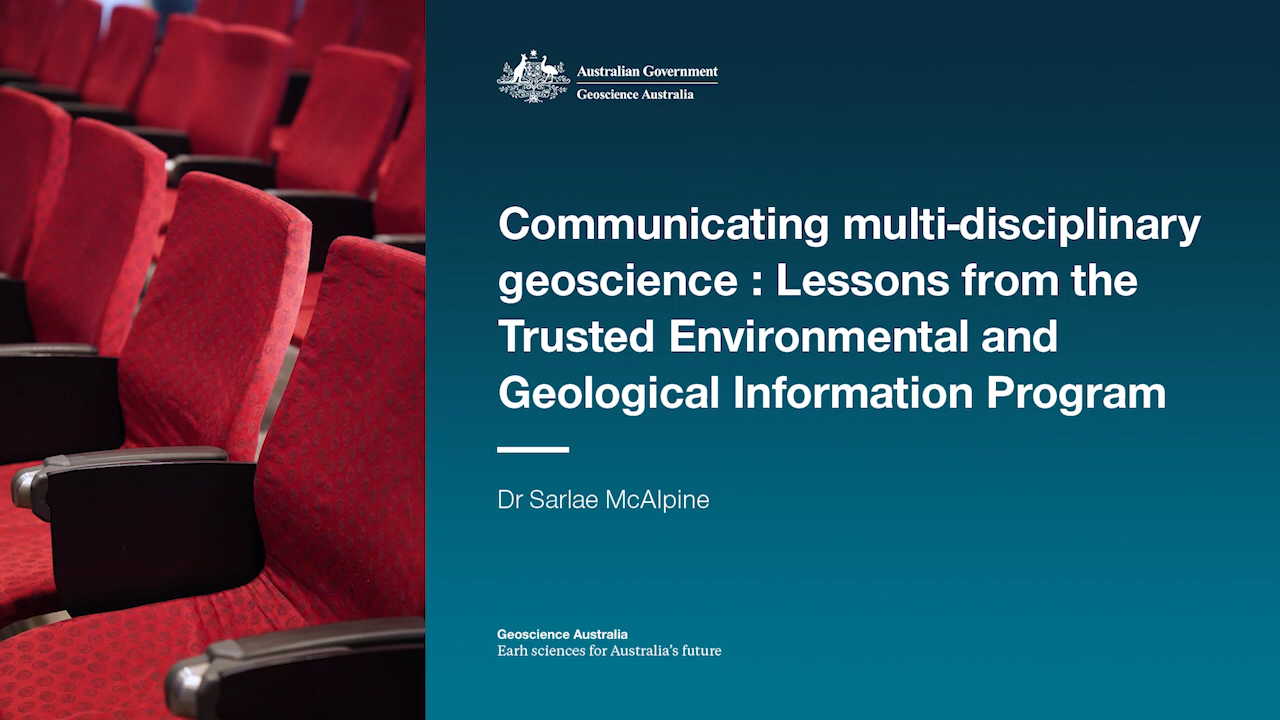 Australian Government
Geoscience Australia
Communicating multi-disciplinary
geoscience : Lessons from the
Trusted Environmental and
Geological Information Program
Dr Sarlae McAlpine
Geoscience Australia
Earh sciences for Australia's future